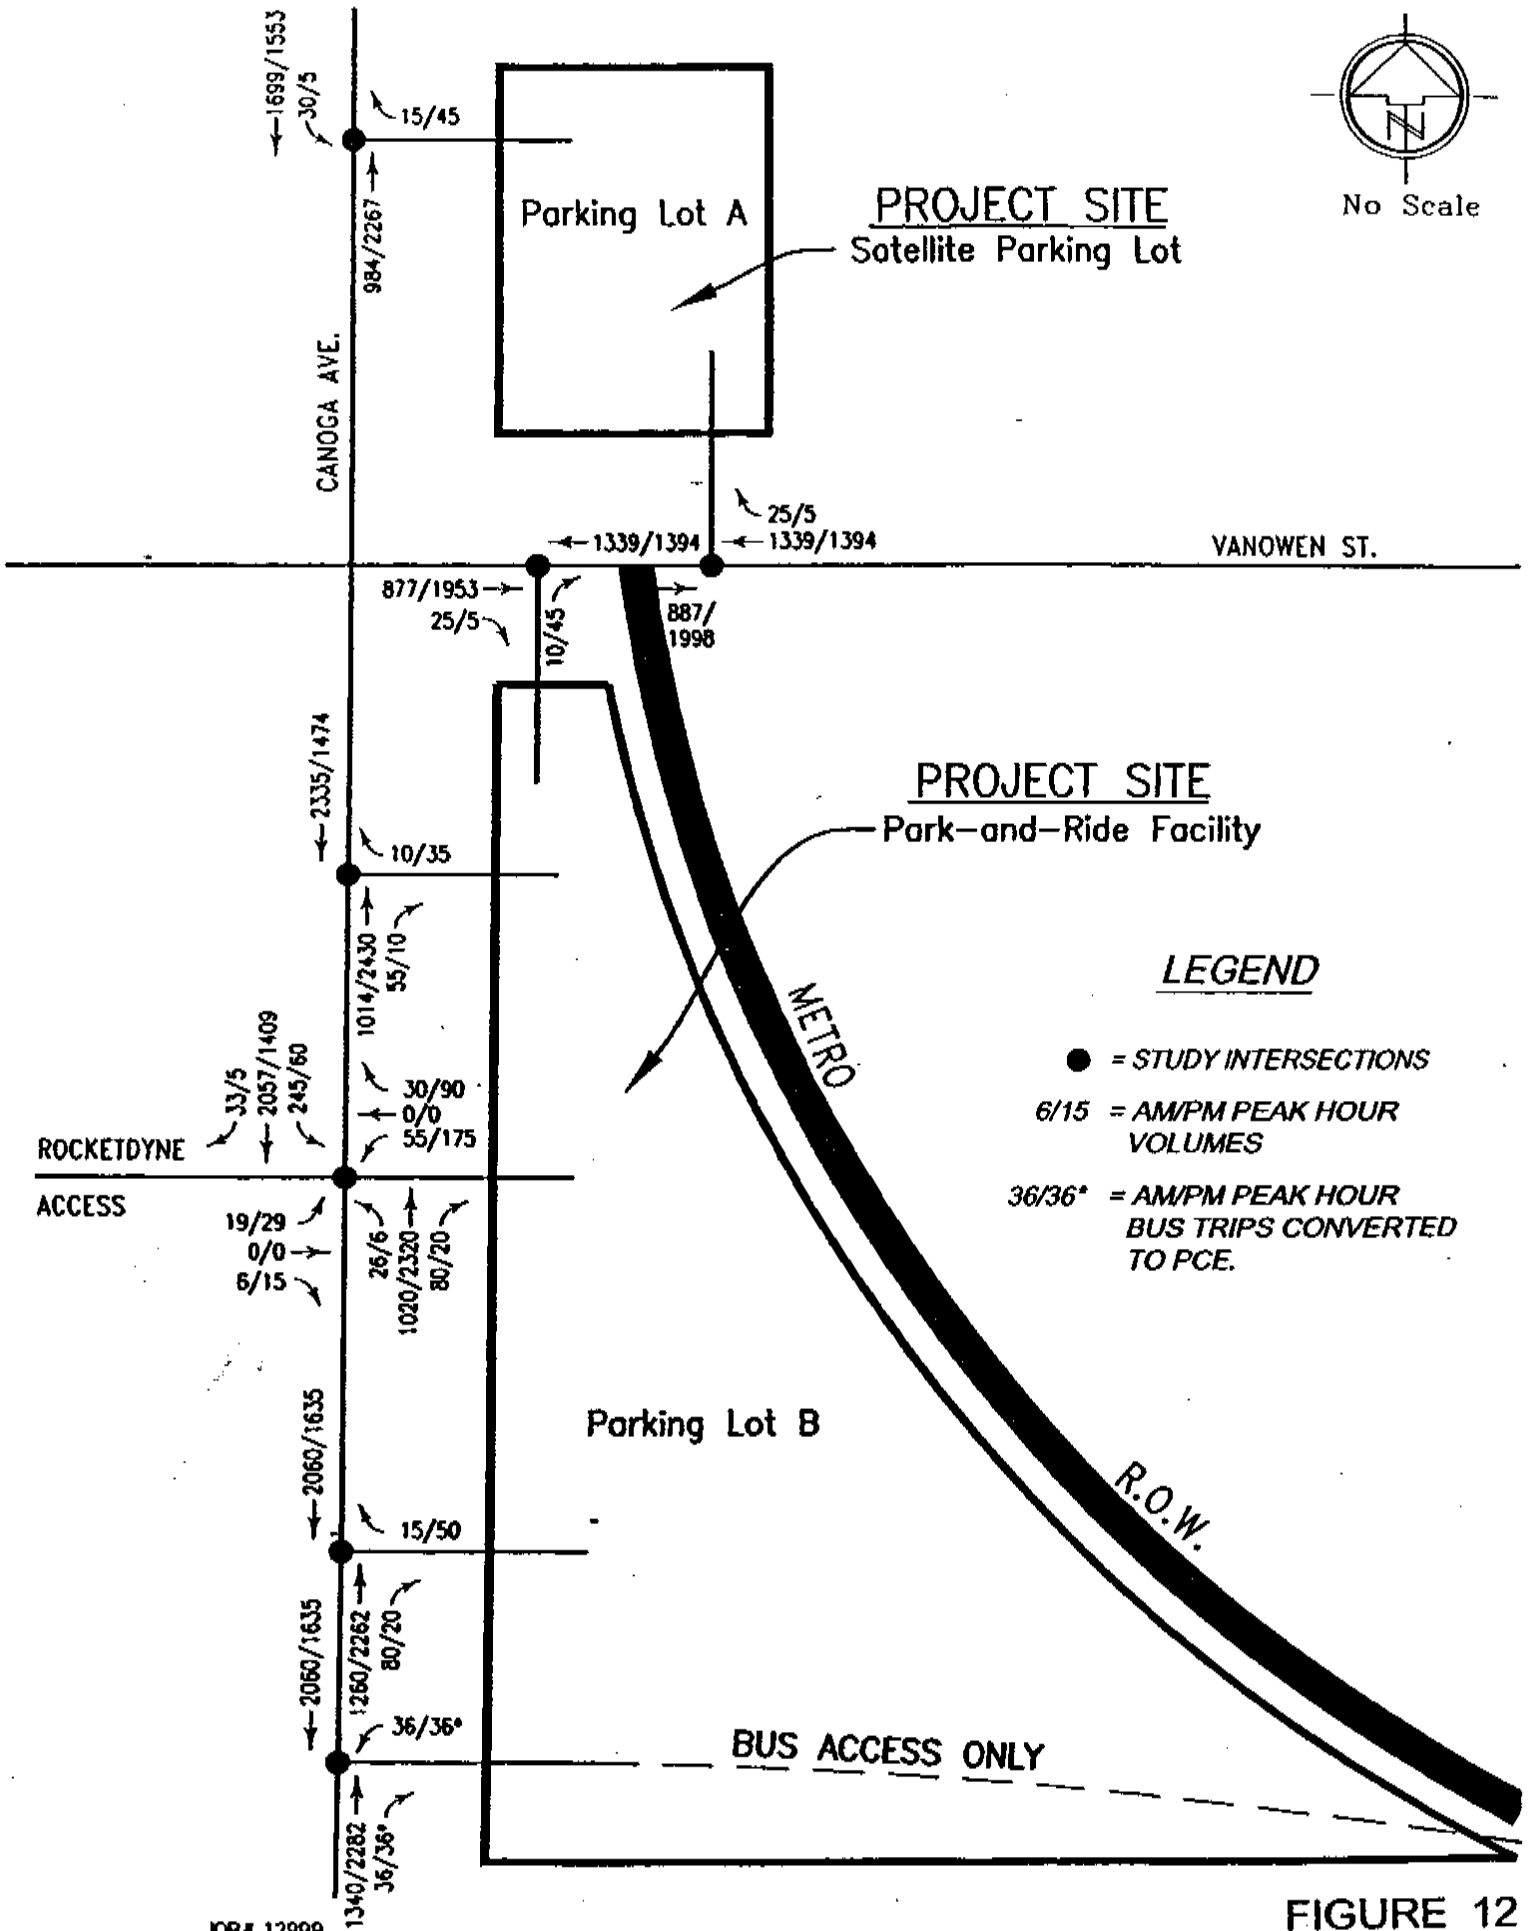 1699/1553
30/5
15/45
984/2267
Parking Lot A
PROJECT SITE
Satellite Parking Lot
N
No Scale
CANOGA AVE.
25/5
1339/1394
1339/1394
VANOWEN ST.
877/1953
25/5
10/45
887/
1998
2335/1474
10/35
1014/2430
55/10
PROJECT SITE
Park-and-Ride Facility
METRO
R.O.W.
LEGEND
= STUDY INTERSECTIONS
6/15 = AM/PM PEAK HOUR
VOLUMES
36/36* = AM/PM PEAK HOUR
BUS TRIPS CONVERTED
TO PCE.
33/5
2057/1409
245/60
30/90
0/0
55/175
ROCKETDYNE
ACCESS
19/29
0/0
6/15
26/6
1020/2320
80/20
Parking Lot B
2060/1635
15/50
1260/2262
80/20
2060/1635
36/36*
BUS ACCESS ONLY
1340/2282
36/36*
JOB# 12999
FIGURE 12